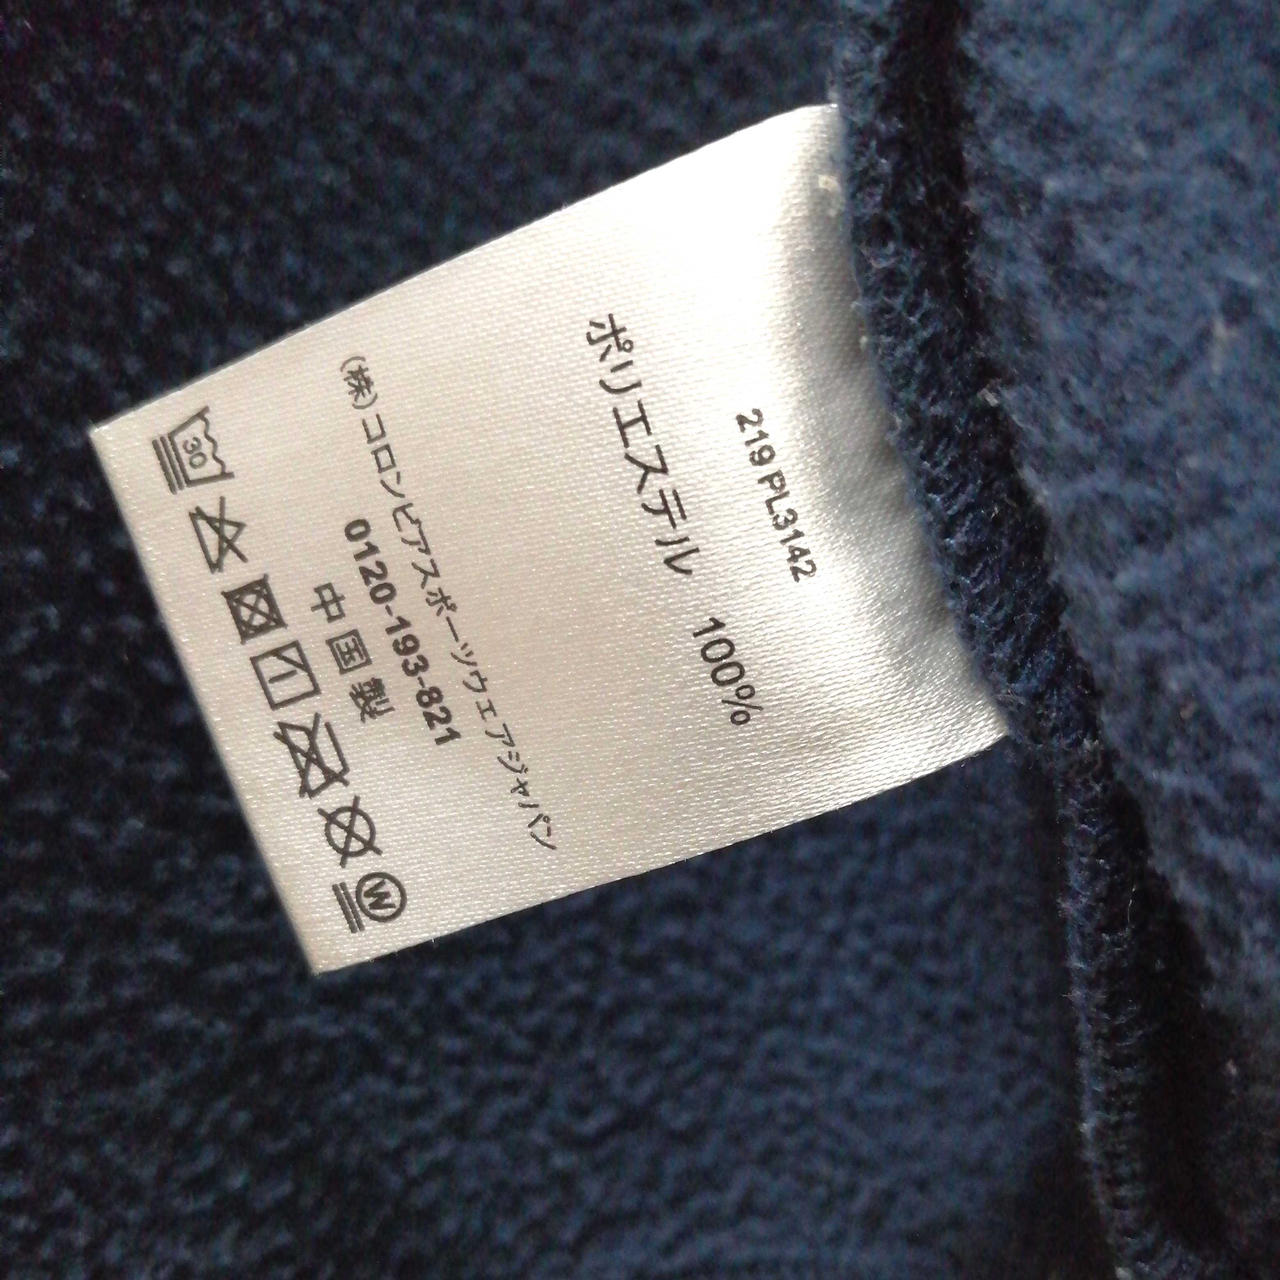 219 PL3142
ポリエステル 100%
(株)コロンビアスポーツウェアジャパン
0120-193-821
中国製
30
W